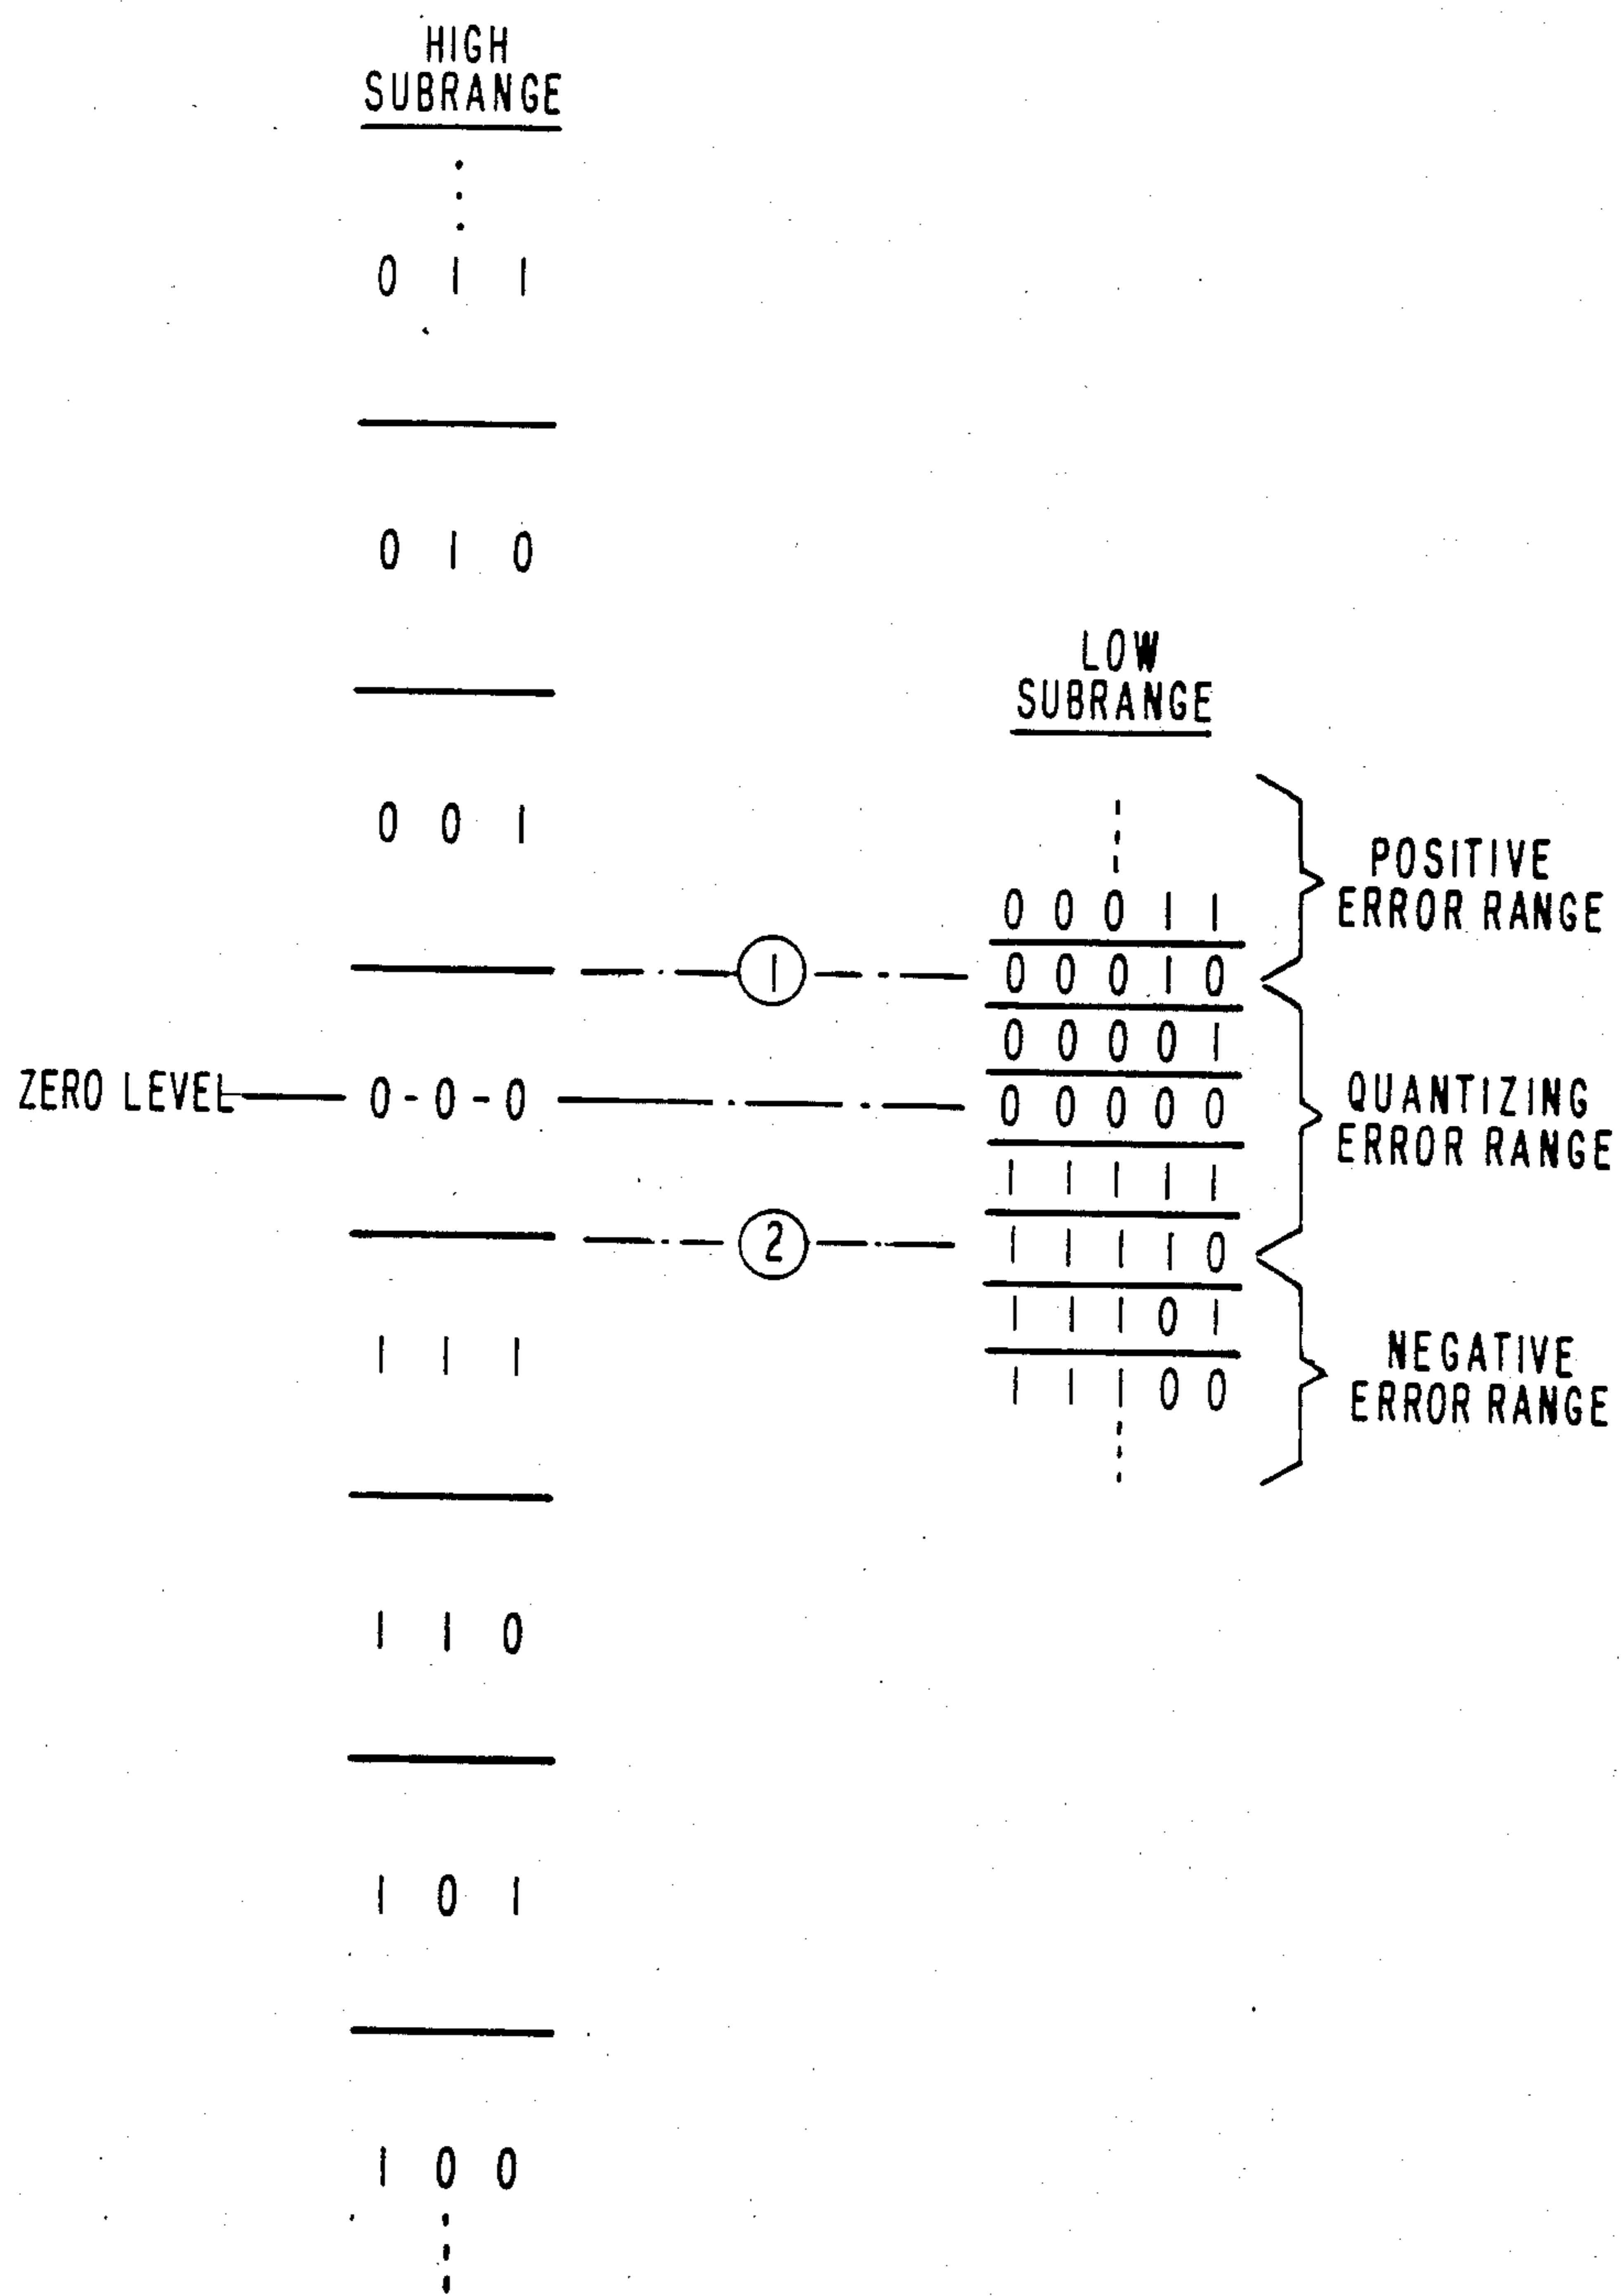 HIGH
SUBRANGE
0 1 1
0 1 0
0 0 1
1
ZERO LEVEL
0-0-0
2
1 1 1
1 1 0
1 0 1
1 0 0
LOW
SUBRANGE
0 0 0 1 1
0 0 0 1 0
0 0 0 0 1
0 0 0 0 0
1 1 1 1 1
1 1 1 1 0
1 1 1 0 1
1 1 1 0 0
POSITIVE
ERROR RANGE
QUANTIZING
ERROR RANGE
NEGATIVE
ERROR RANGE